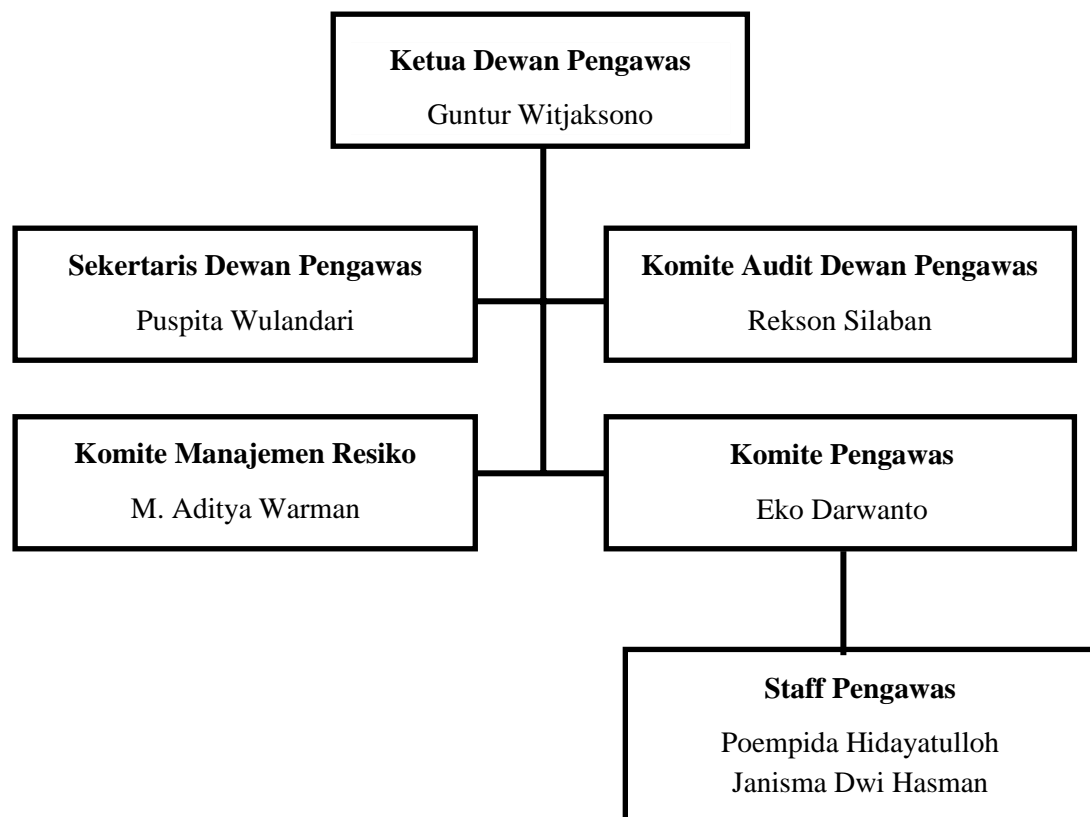 Ketua Dewan Pengawas
Guntur Witjaksono
Sekertaris Dewan Pengawas
Puspita Wulandari
Komite Audit Dewan Pengawas
Rekson Silaban
Komite Manajemen Resiko
M. Aditya Warman
Komite Pengawas
Eko Darwanto
Staff Pengawas
Poempida Hidayatulloh
Janisma Dwi Hasman